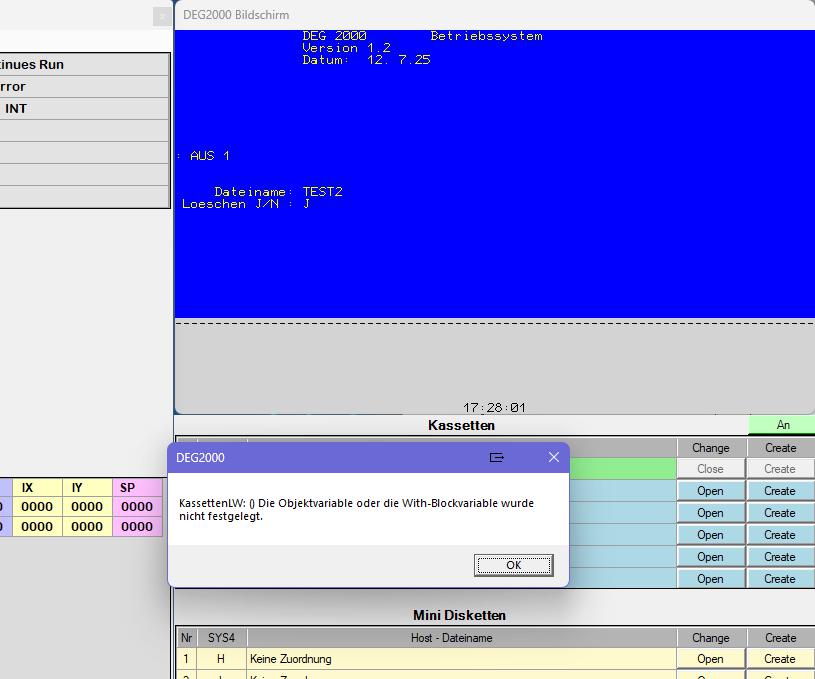 x
DEG2000 Bildschirm
DEG 2000 Betriebssystem
Version 1.2
Datum: 12. 7.25
tinues Run
rror
INT
: AUS 1
Dateiname: TEST2
Loeschen J/N : J
17:28:01
Kassetten An
Change Create
Close Create
Open Create
Open Create
Open Create
Open Create
Open Create
DEG2000
KassettenLW: () Die Objektvariable oder die With-Blockvariable wurde
nicht festgelegt.
OK
IX IY SP
0 0000 0000 0000
0 0000 0000 0000
Mini Disketten
Nr SYS4 Host - Dateiname Change Create
1 H Keine Zuordnung Open Create